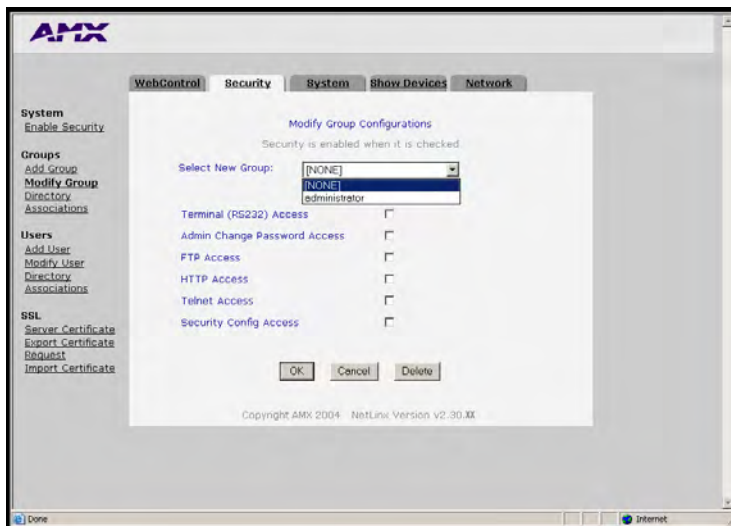 AMX
WebControl Security System Show Devices Network
System
Enable Security
Groups
Add Group
Modify Group
Directory
Associations
Users
Add User
Modify User
Directory
Associations
SSL
Server Certificate
Export Certificate
Request
Import Certificate
Modify Group Configurations
Security is enabled when it is checked
Select New Group: [NONE]
[NONE]
administrator
Terminal (RS232) Access
Admin Change Password Access
FTP Access
HTTP Access
Telnet Access
Security Config Access
OK Cancel Delete
Copyright AMX 2004 NetLinx Version v2.30.XX
Done Internet